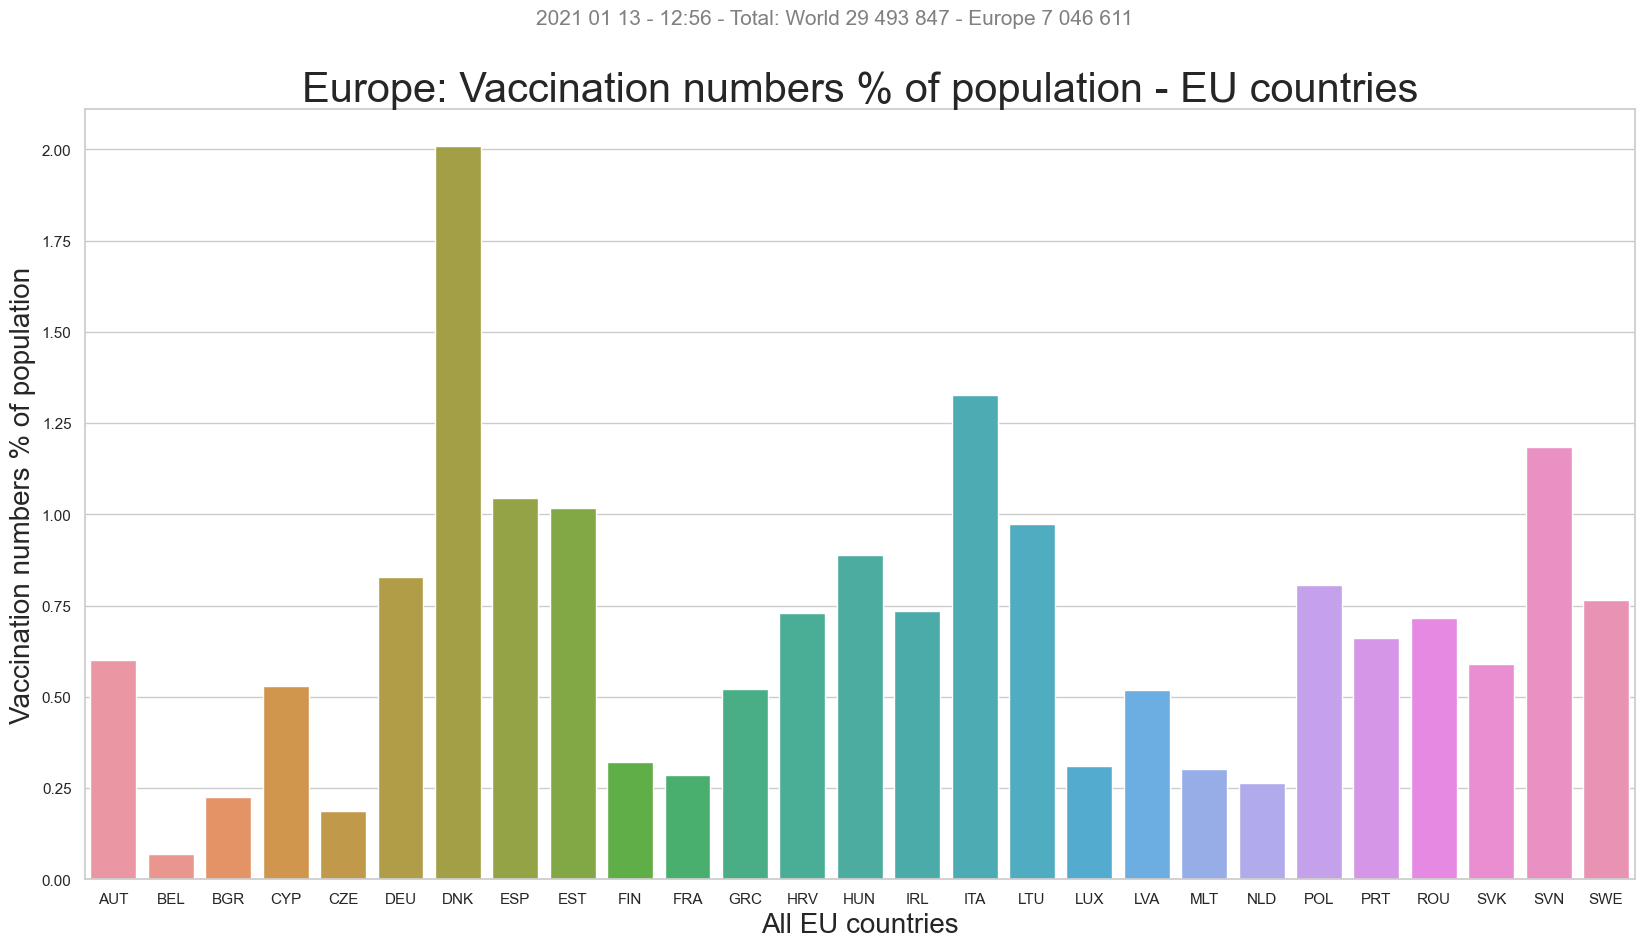 2021 01 13 - 12:56 - Total: World 29 493 847 - Europe 7 046 611
Europe: Vaccination numbers % of population - EU countries
Vaccination numbers % of population
2.00
1.75
1.50
1.25
1.00
0.75
0.50
0.25
0.00
AUT BEL BGR CYP CZE DEU DNK ESP EST FIN FRA GRC HRV HUN IRL ITA LTU LUX LVA MLT NLD POL PRT ROU SVK SVN SWE
All EU countries